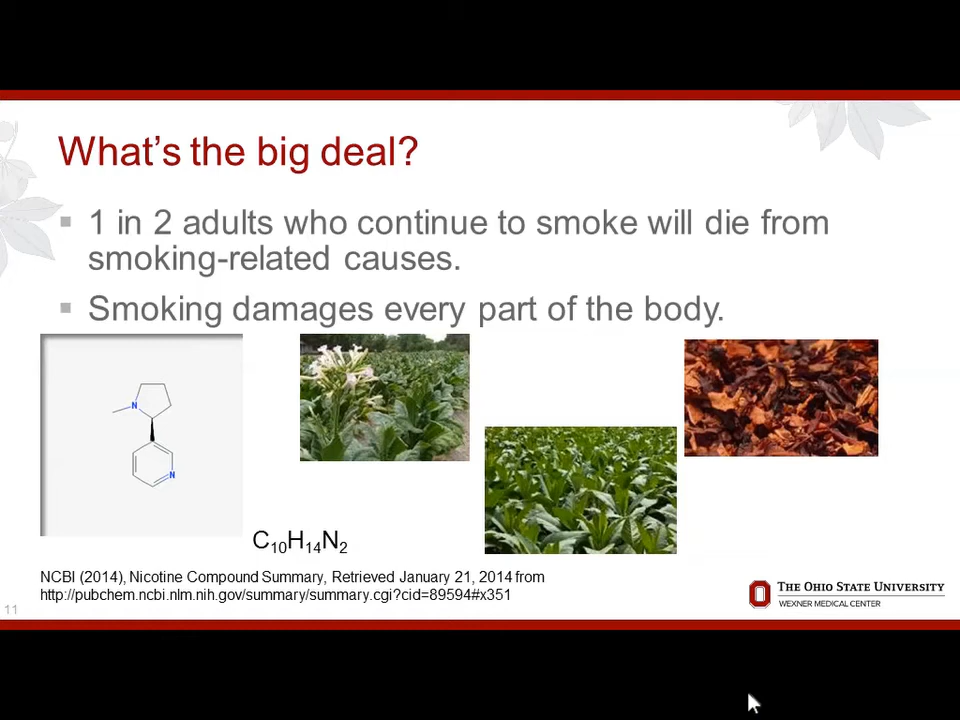 What's the big deal?
▪ 1 in 2 adults who continue to smoke will die from
smoking-related causes.
▪ Smoking damages every part of the body.
N
N
C₁₀H₁₄N₂
NCBI (2014), Nicotine Compound Summary, Retrieved January 21, 2014 from
http://pubchem.ncbi.nlm.nih.gov/summary/summary.cgi?cid=89594#x351
11
THE OHIO STATE UNIVERSITY
WEXNER MEDICAL CENTER